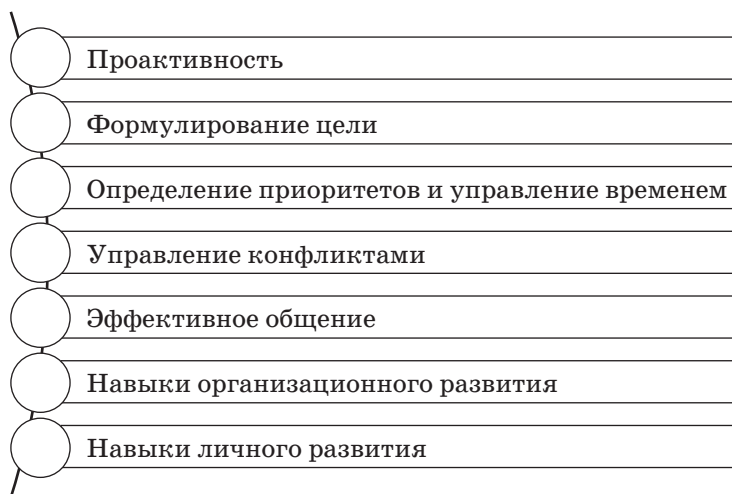 Проактивность
Формулирование цели
Определение приоритетов и управление временем
Управление конфликтами
Эффективное общение
Навыки организационного развития
Навыки личного развития